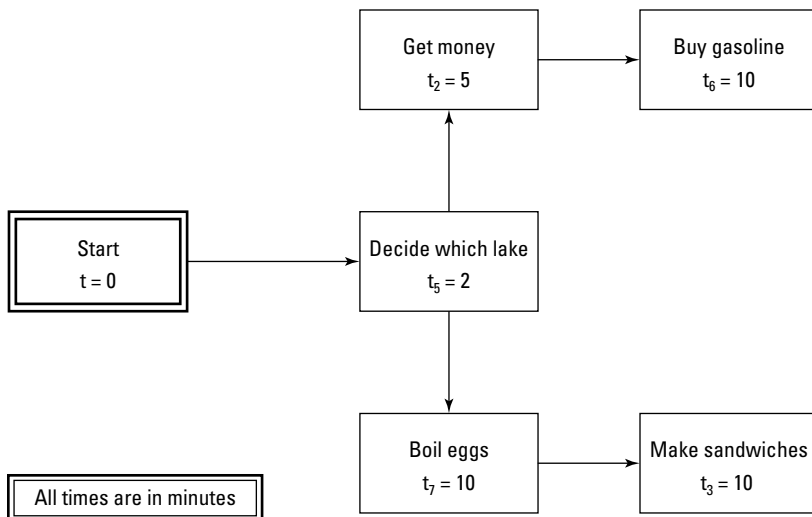 Get money
t₂ = 5
Buy gasoline
t₆ = 10
Start
t = 0
Decide which lake
t₅ = 2
Boil eggs
t₇ = 10
Make sandwiches
t₃ = 10
All times are in minutes